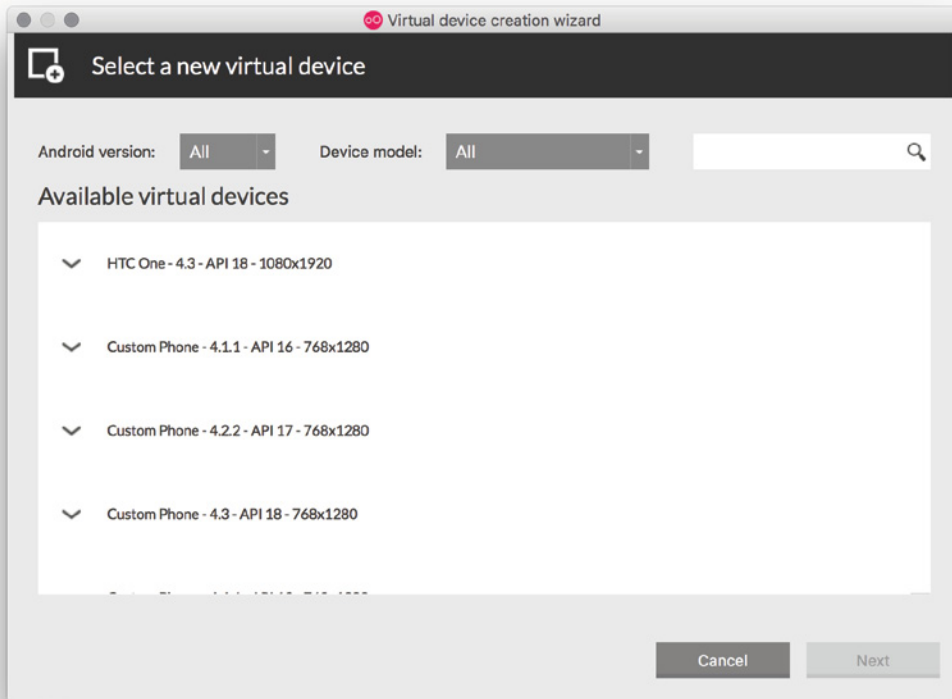 Virtual device creation wizard
Select a new virtual device
Android version: All Device model: All
Available virtual devices
HTC One - 4.3 - API 18 - 1080x1920
Custom Phone - 4.1.1 - API 16 - 768x1280
Custom Phone - 4.2.2 - API 17 - 768x1280
Custom Phone - 4.3 - API 18 - 768x1280
Cancel Next